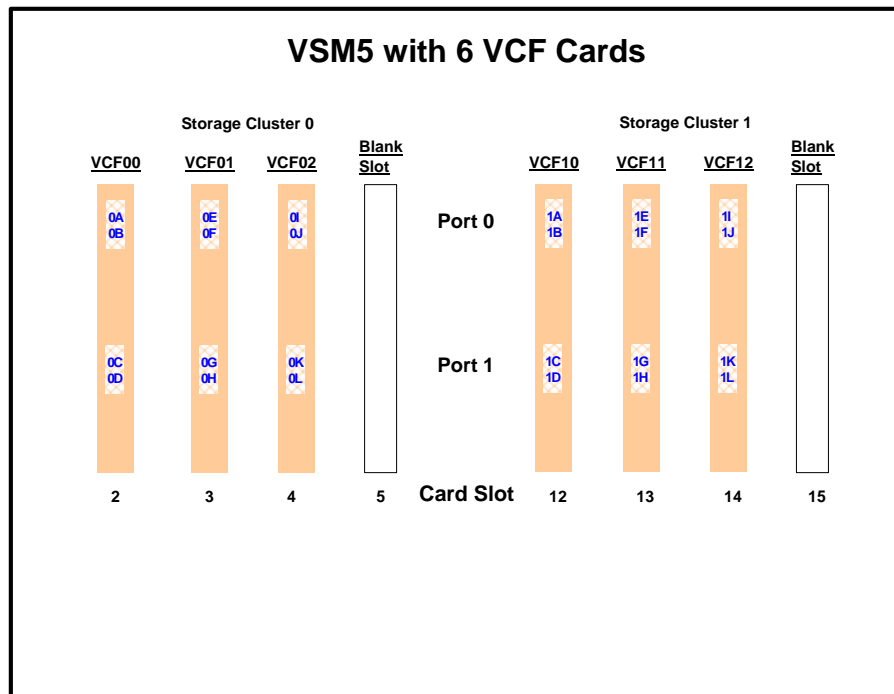 VSM5 with 6 VCF Cards
Storage Cluster 0
Storage Cluster 1
VCF00 VCF01 VCF02 Blank Slot VCF10 VCF11 VCF12 Blank Slot
0A 0E 0I Port 0 1A 1E 1I
0B 0F 0J 1B 1F 1J
0C 0G 0K Port 1 1C 1G 1K
0D 0H 0L 1D 1H 1L
2 3 4 5 Card Slot 12 13 14 15